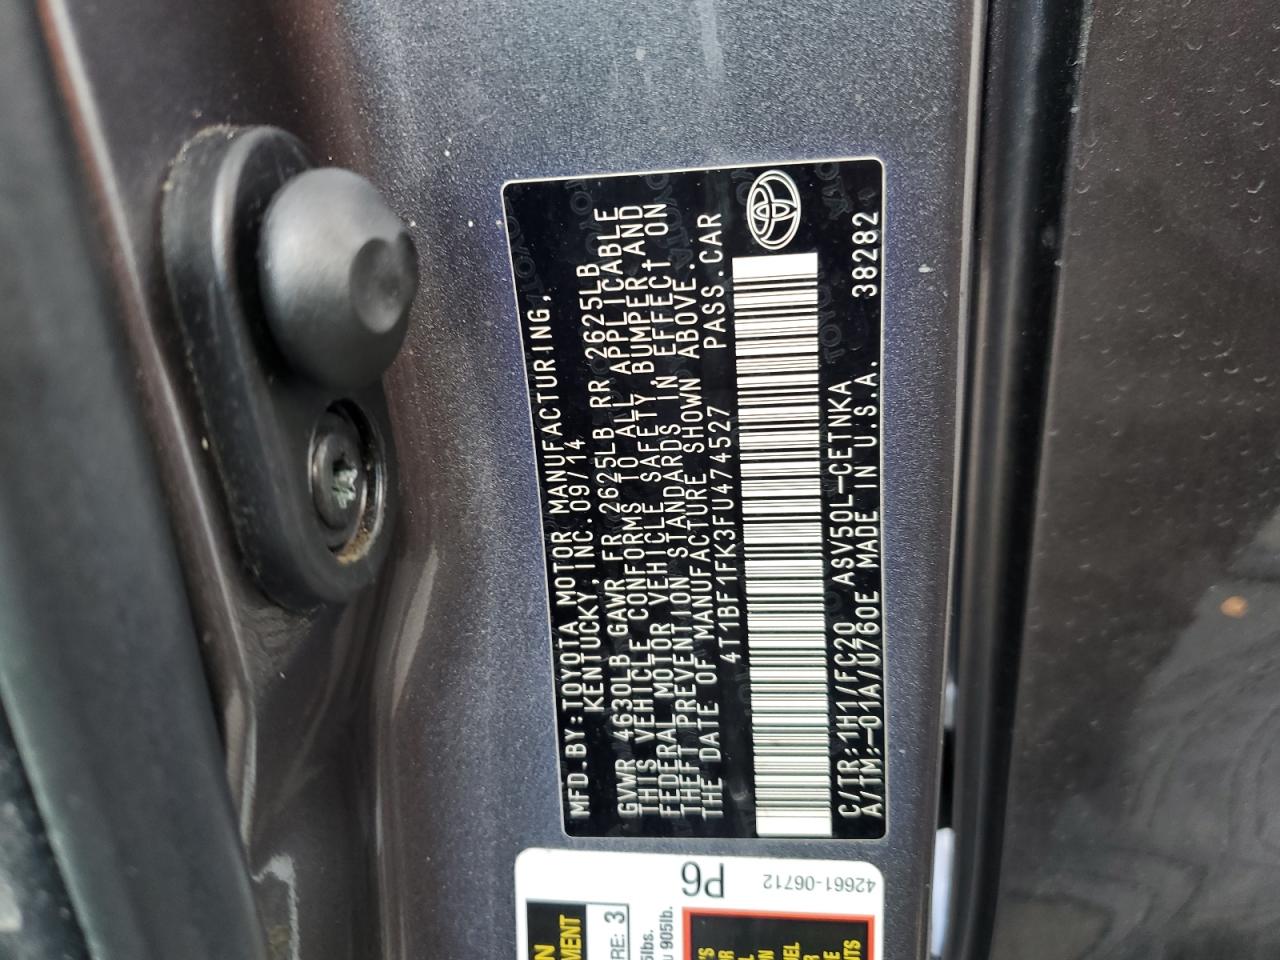 MFD.BY:TOYOTA MOTOR MANUFACTURING,
KENTUCKY, INC.09/14
GVWR 4630LB GAWR FR 2625LB RR 2625LB
THIS VEHICLE CONFORMS TO ALL APPLICABLE
FEDERAL MOTOR VEHICLE SAFETY, BUMPER, AND
THEFT PREVENTION STANDARDS IN EFFECT ON
THE DATE OF MANUFACTURE SHOWN ABOVE.
4T1BF1FK3FU474527 PASS.CAR
C/TR:1H1/FC20 ASV50L-CETNKA
A/TM:-01A/U760E MADE IN U.S.A. 38282
P6
42661-06712
RE: 3
905lb.